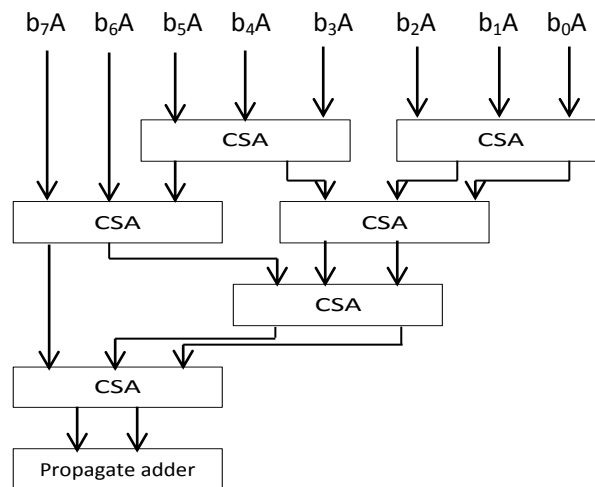 b₇A b₆A b₅A b₄A b₃A b₂A b₁A b₀A
CSA CSA
CSA CSA
CSA
CSA
Propagate adder